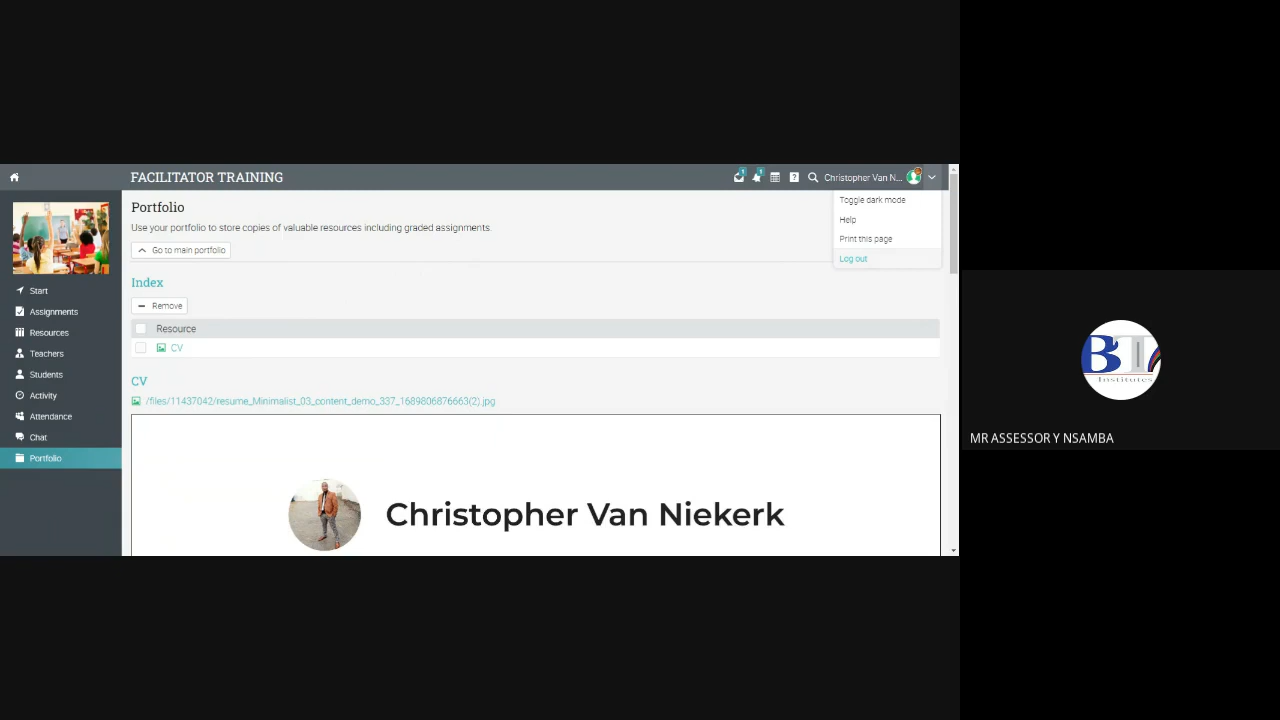 FACILITATOR TRAINING
Christopher Van N...
Toggle dark mode
Help
Print this page
Log out
Start
Assignments
Resources
Teachers
Students
Activity
Attendance
Chat
Portfolio
Portfolio
Use your portfolio to store copies of valuable resources including graded assignments.
Go to main portfolio
Index
Remove
Resource
CV
CV
/files/11437042/resume_Minimalist_03_content_demo_337_1689806876663(2).jpg
Christopher Van Niekerk
BTI
Institutes
MR ASSESSOR Y NSAMBA